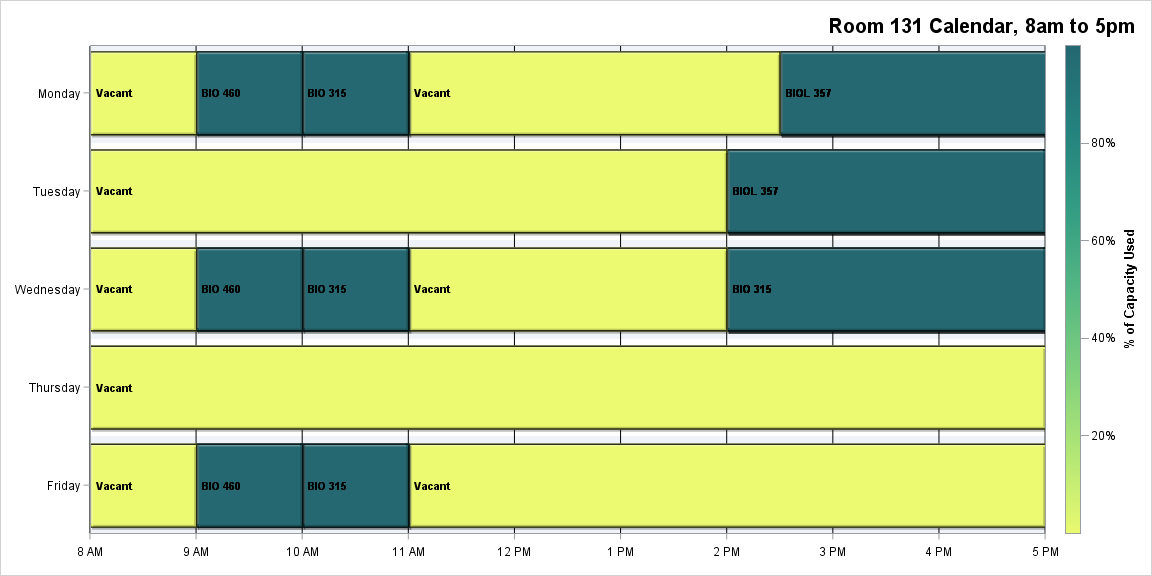 Room 131 Calendar, 8am to 5pm
Monday
Vacant
BIO 460
BIO 315
Vacant
BIOL 357
Tuesday
Vacant
BIOL 357
Wednesday
Vacant
BIO 460
BIO 315
Vacant
BIO 315
Thursday
Vacant
Friday
Vacant
BIO 460
BIO 315
Vacant
8 AM
9 AM
10 AM
11 AM
12 PM
1 PM
2 PM
3 PM
4 PM
5 PM
80%
60%
40%
20%
% of Capacity Used